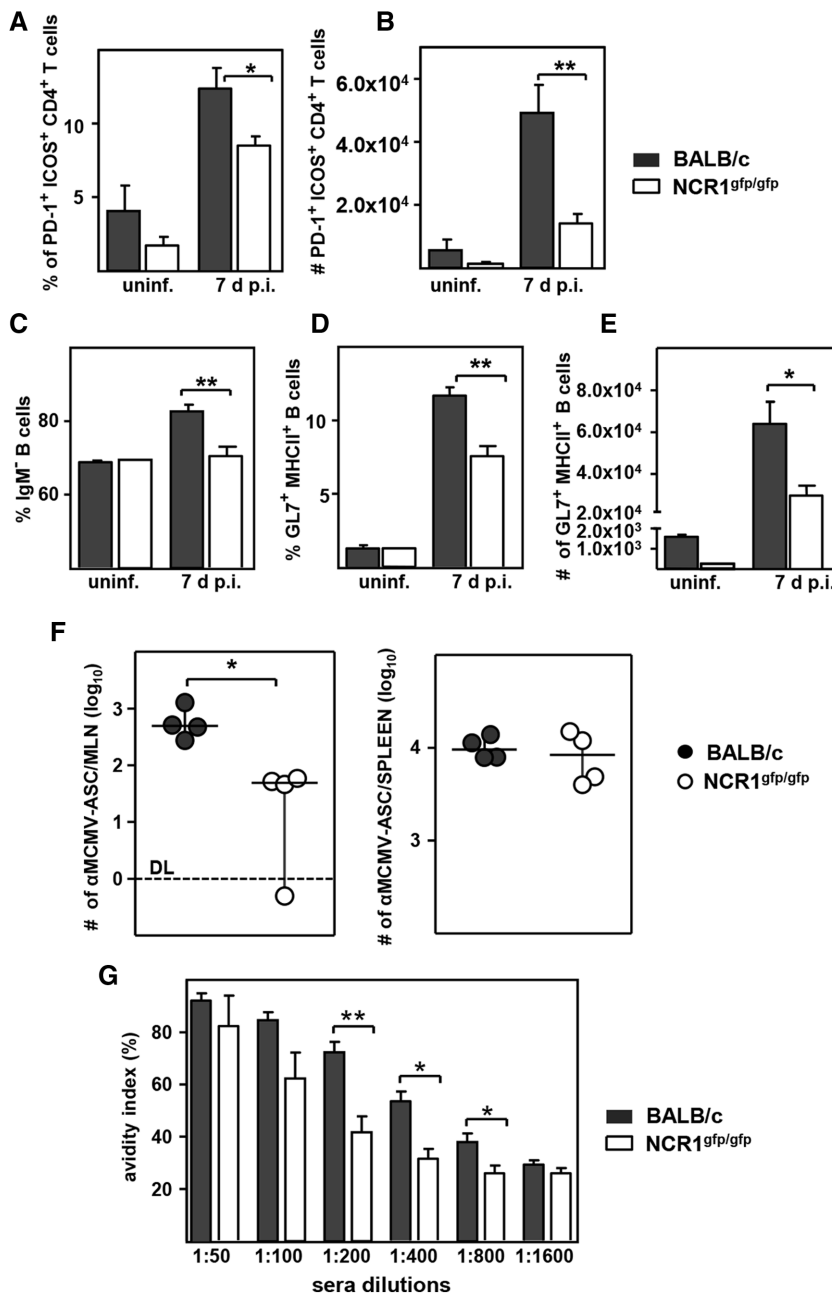 A
% of PD-1⁺ ICOS⁺ CD4⁺ T cells
10
5
*
uninf.
7 d p.i.
B
# PD-1⁺ ICOS⁺ CD4⁺ T cells
6.0x10⁴
4.0x10⁴
2.0x10⁴
**
uninf.
7 d p.i.
BALB/c
NCR1gfp/gfp
C
% IgM⁻ B cells
80
60
**
uninf.
7 d p.i.
D
% GL7⁺ MHCII⁺ B cells
10
5
**
uninf.
7 d p.i.
E
# of GL7⁺ MHCII⁺ B cells
8.0x10⁴
6.0x10⁴
4.0x10⁴
2.0x10⁴
2.0x10³
1.0x10³
*
uninf.
7 d p.i.
F
# of αMCMV-ASC/MLN (log₁₀)
3
2
1
0
*
DL
# of αMCMV-ASC/SPLEEN (log₁₀)
4
3
BALB/c
NCR1gfp/gfp
G
avidity index (%)
80
60
40
20
**
*
*
1:50 1:100 1:200 1:400 1:800 1:1600
sera dilutions
BALB/c
NCR1gfp/gfp